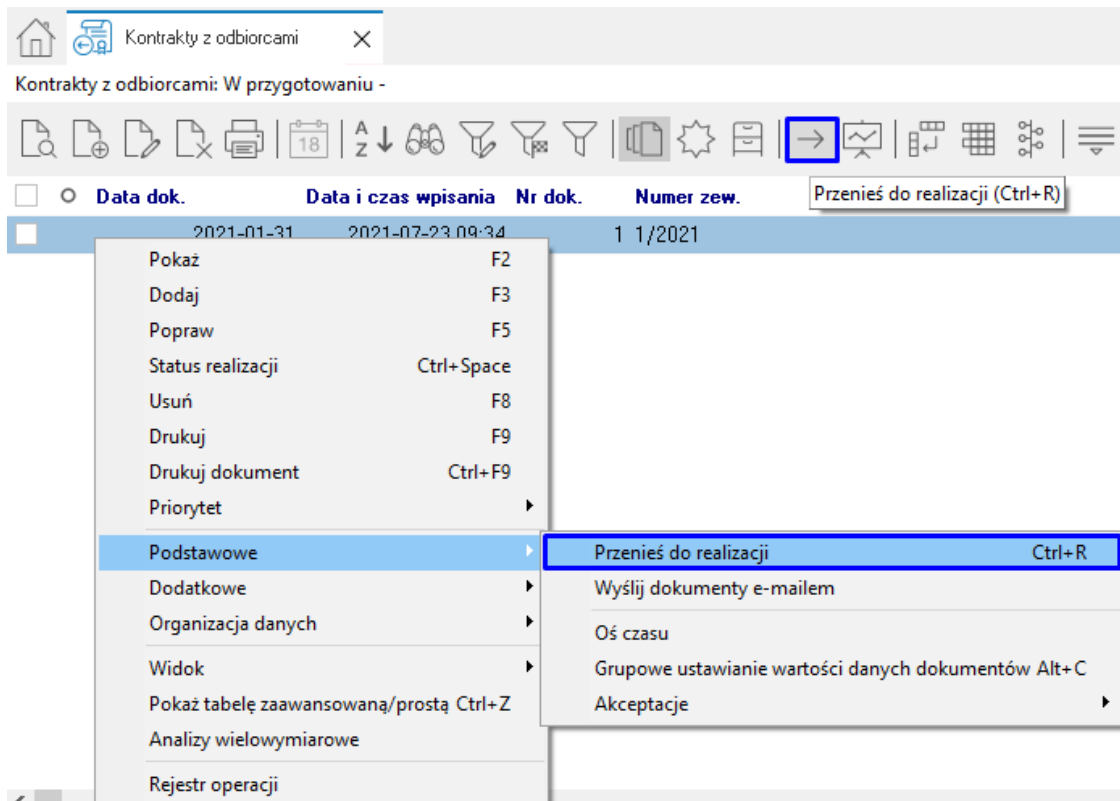 Kontrakty z odbiorcami
Kontrakty z odbiorcami: W przygotowaniu -
18
A
Z
Przenieś do realizacji (Ctrl+R)
Data dok. Data i czas wpisania Nr dok. Numer zew.
2021-01-31 2021-07-23 09:34 1 1/2021
Pokaż F2
Dodaj F3
Popraw F5
Status realizacji Ctrl+Space
Usuń F8
Drukuj F9
Drukuj dokument Ctrl+F9
Priorytet
Podstawowe
Dodatkowe
Organizacja danych
Widok
Pokaż tabelę zaawansowaną/prostą Ctrl+Z
Analizy wielowymiarowe
Rejestr operacji
Przenieś do realizacji Ctrl+R
Wyślij dokumenty e-mailem
Oś czasu
Grupowe ustawianie wartości danych dokumentów Alt+C
Akceptacje